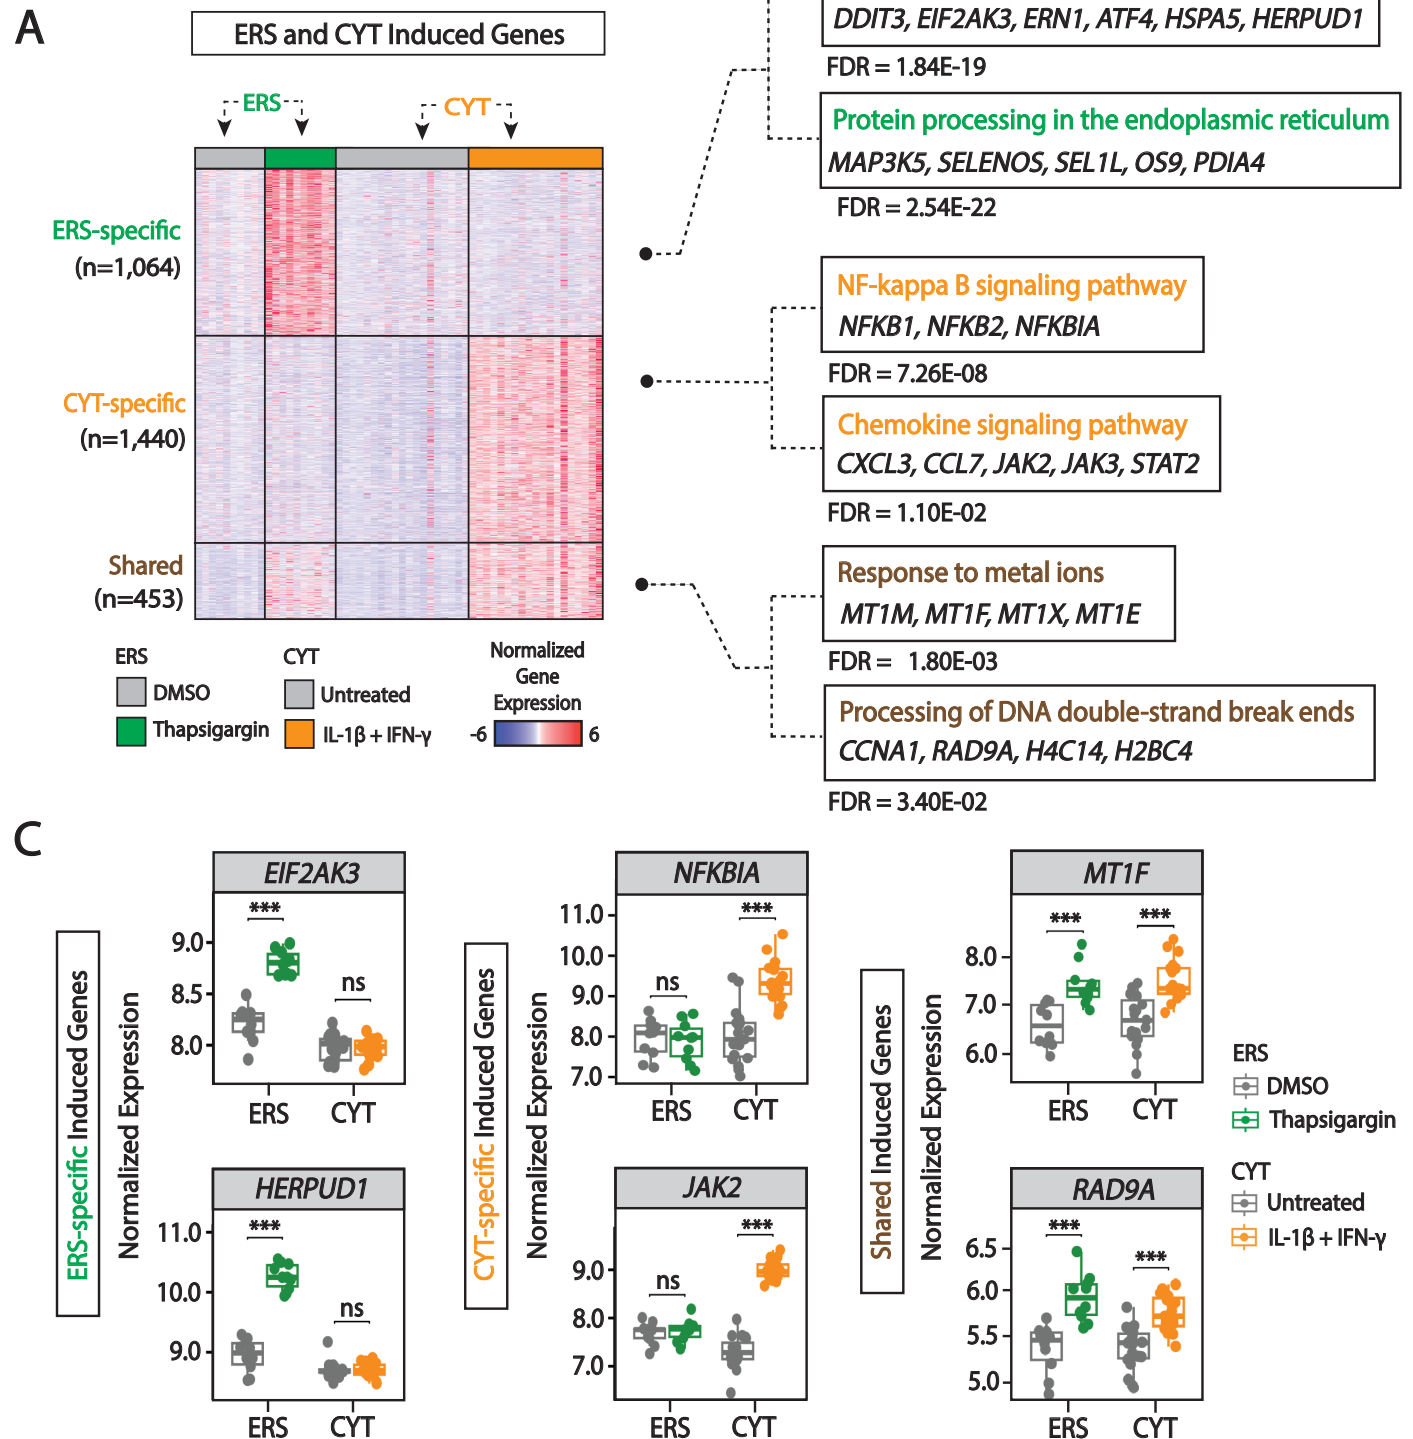 A
ERS and CYT Induced Genes
ERS
CYT
ERS-specific
(n=1,064)
CYT-specific
(n=1,440)
Shared
(n=453)
ERS
DMSO
Thapsigargin
CYT
Untreated
IL-1β + IFN-γ
Normalized
Gene
Expression
-6
6
DDIT3, EIF2AK3, ERN1, ATF4, HSPA5, HERPUD1
FDR = 1.84E-19
Protein processing in the endoplasmic reticulum
MAP3K5, SELENOS, SEL1L, OS9, PDIA4
FDR = 2.54E-22
NF-kappa B signaling pathway
NFKB1, NFKB2, NFKBIA
FDR = 7.26E-08
Chemokine signaling pathway
CXCL3, CCL7, JAK2, JAK3, STAT2
FDR = 1.10E-02
Response to metal ions
MT1M, MT1F, MT1X, MT1E
FDR = 1.80E-03
Processing of DNA double-strand break ends
CCNA1, RAD9A, H4C14, H2BC4
FDR = 3.40E-02
C
ERS-specific Induced Genes
Normalized Expression
EIF2AK3
***
ns
9.0
8.5
8.0
ERS
CYT
HERPUD1
***
ns
11.0
10.0
9.0
ERS
CYT
CYT-specific Induced Genes
Normalized Expression
NFKBIA
ns
***
11.0
10.0
9.0
8.0
7.0
ERS
CYT
JAK2
ns
***
9.0
8.0
7.0
ERS
CYT
Shared Induced Genes
Normalized Expression
MT1F
***
***
8.0
7.0
6.0
ERS
CYT
RAD9A
***
***
6.5
6.0
5.5
5.0
ERS
CYT
ERS
DMSO
Thapsigargin
CYT
Untreated
IL-1β + IFN-γ